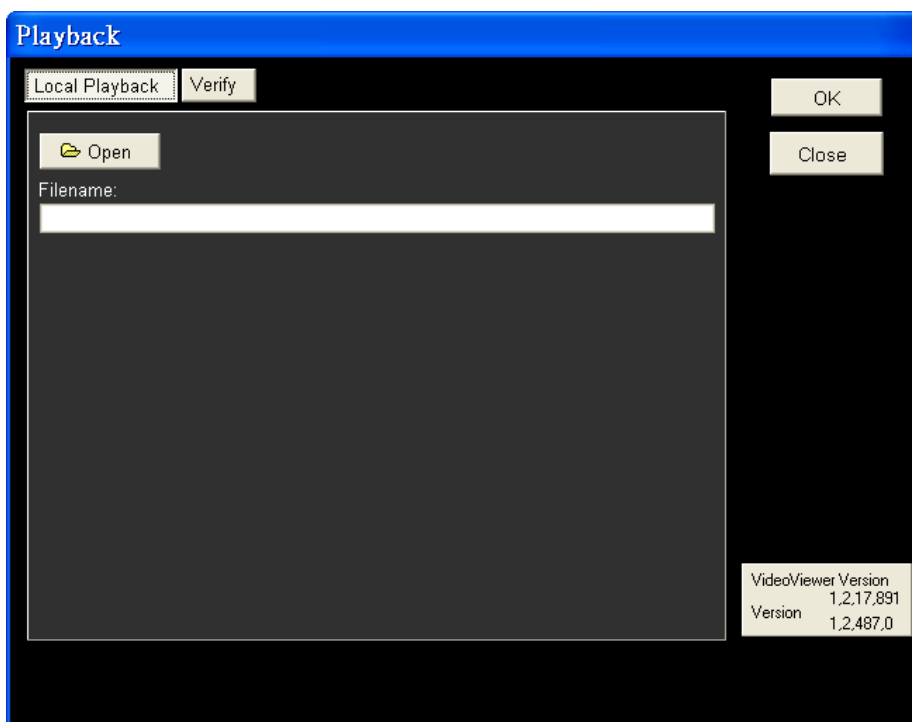 Playback
Local Playback
Verify
OK
Open
Close
Filename:
VideoViewer Version
1,2,17,891
Version
1,2,487,0